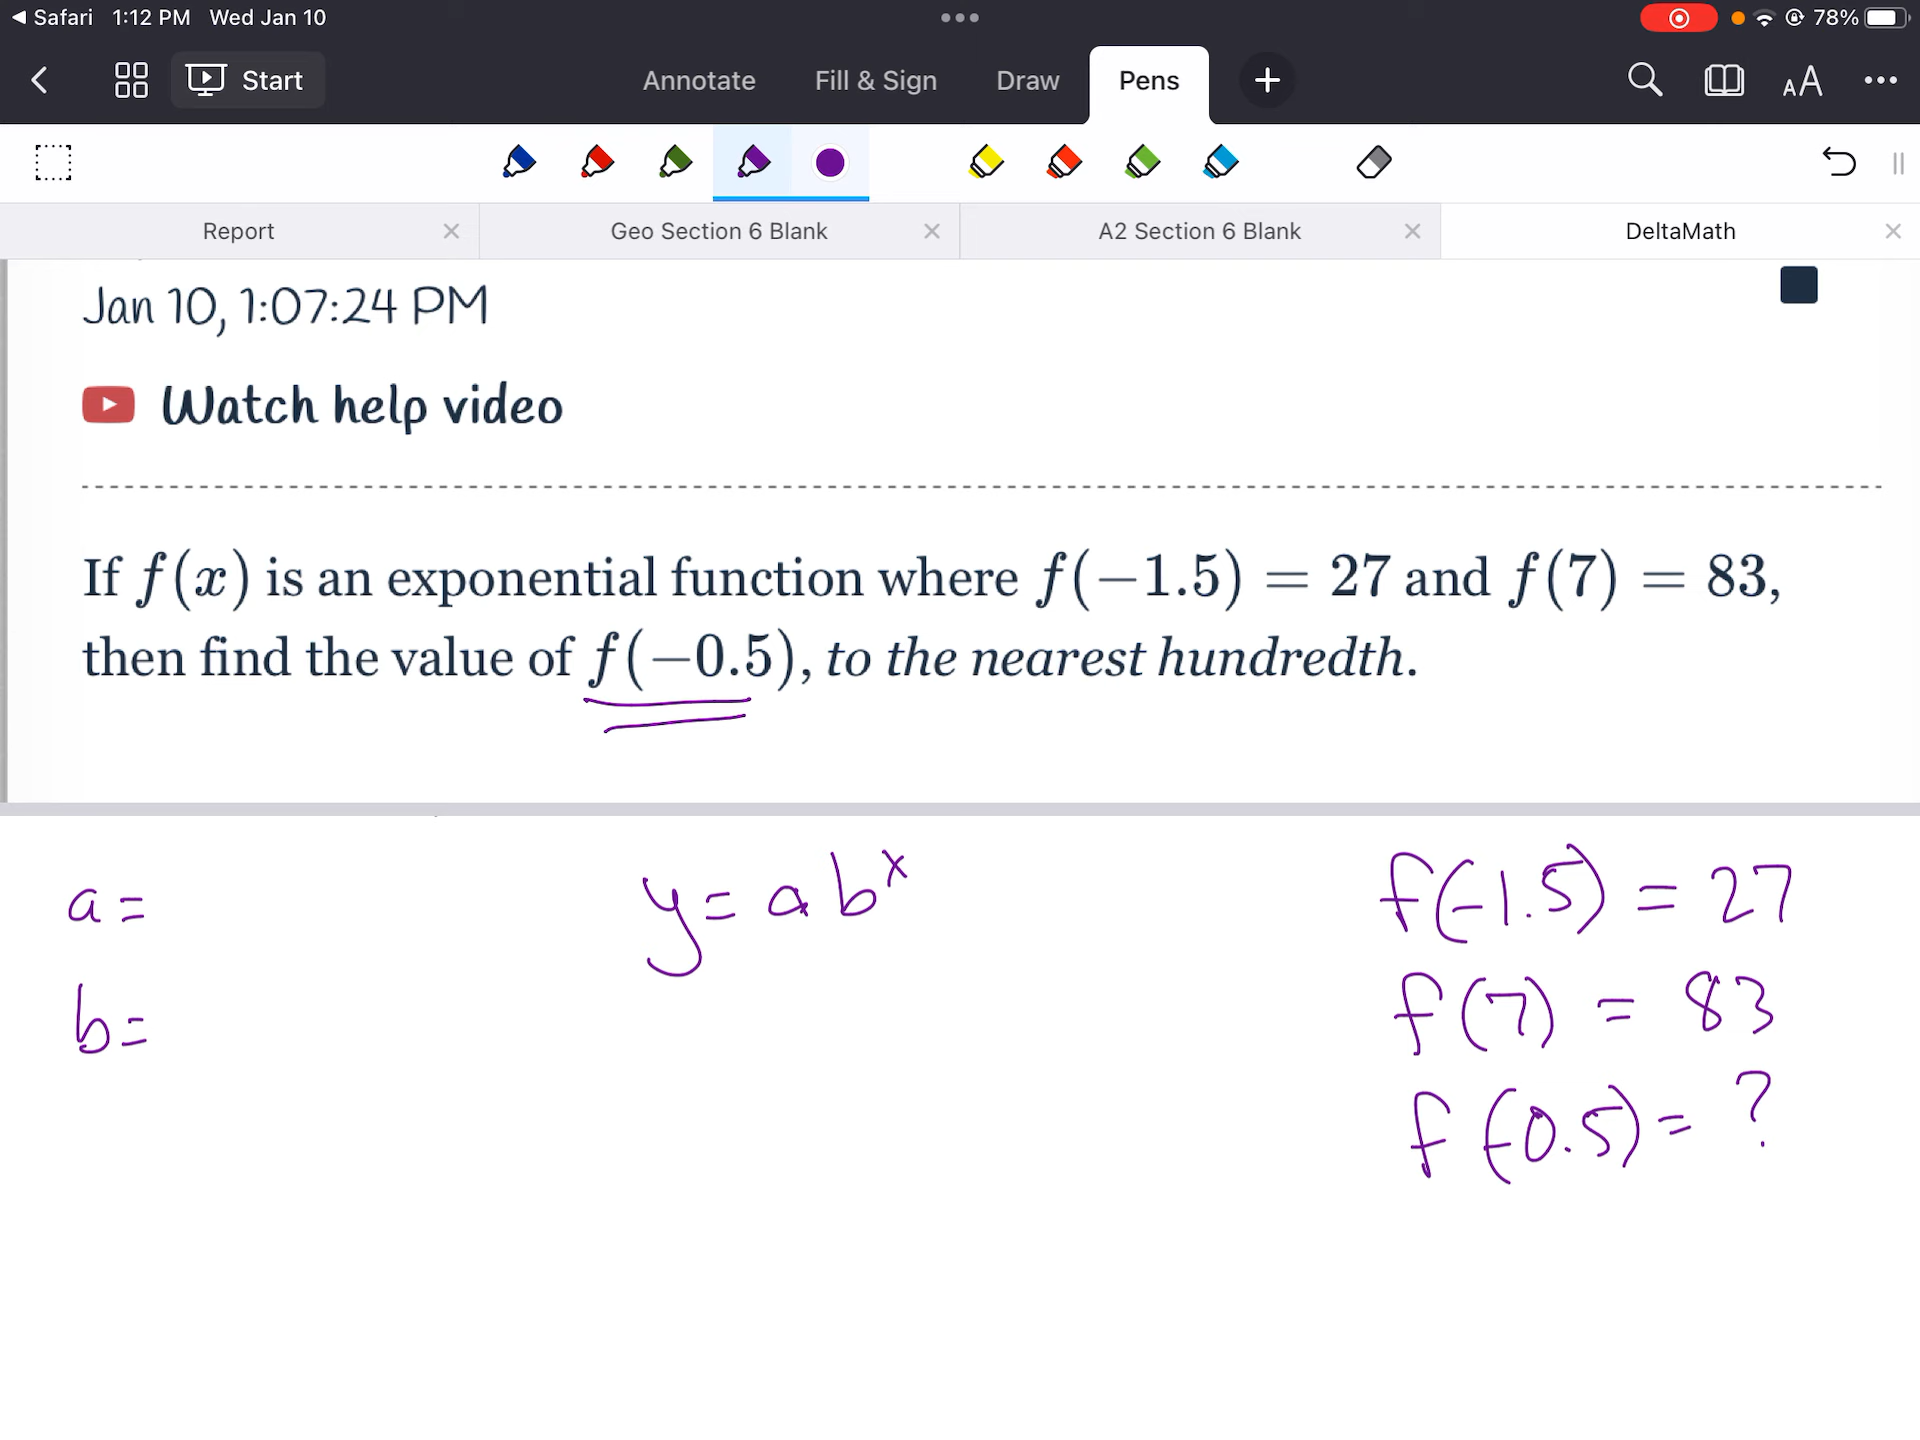 Safari 1:12 PM Wed Jan 10 78%
Start Annotate Fill & Sign Draw Pens + AA
Report Geo Section 6 Blank A2 Section 6 Blank DeltaMath
Jan 10, 1:07:24 PM
Watch help video
If f(x) is an exponential function where f(−1.5) = 27 and f(7) = 83,
then find the value of f(−0.5), to the nearest hundredth.
a =
b =
y = ab^x
f(-1.5) = 27
f(7) = 83
f(-0.5) = ?